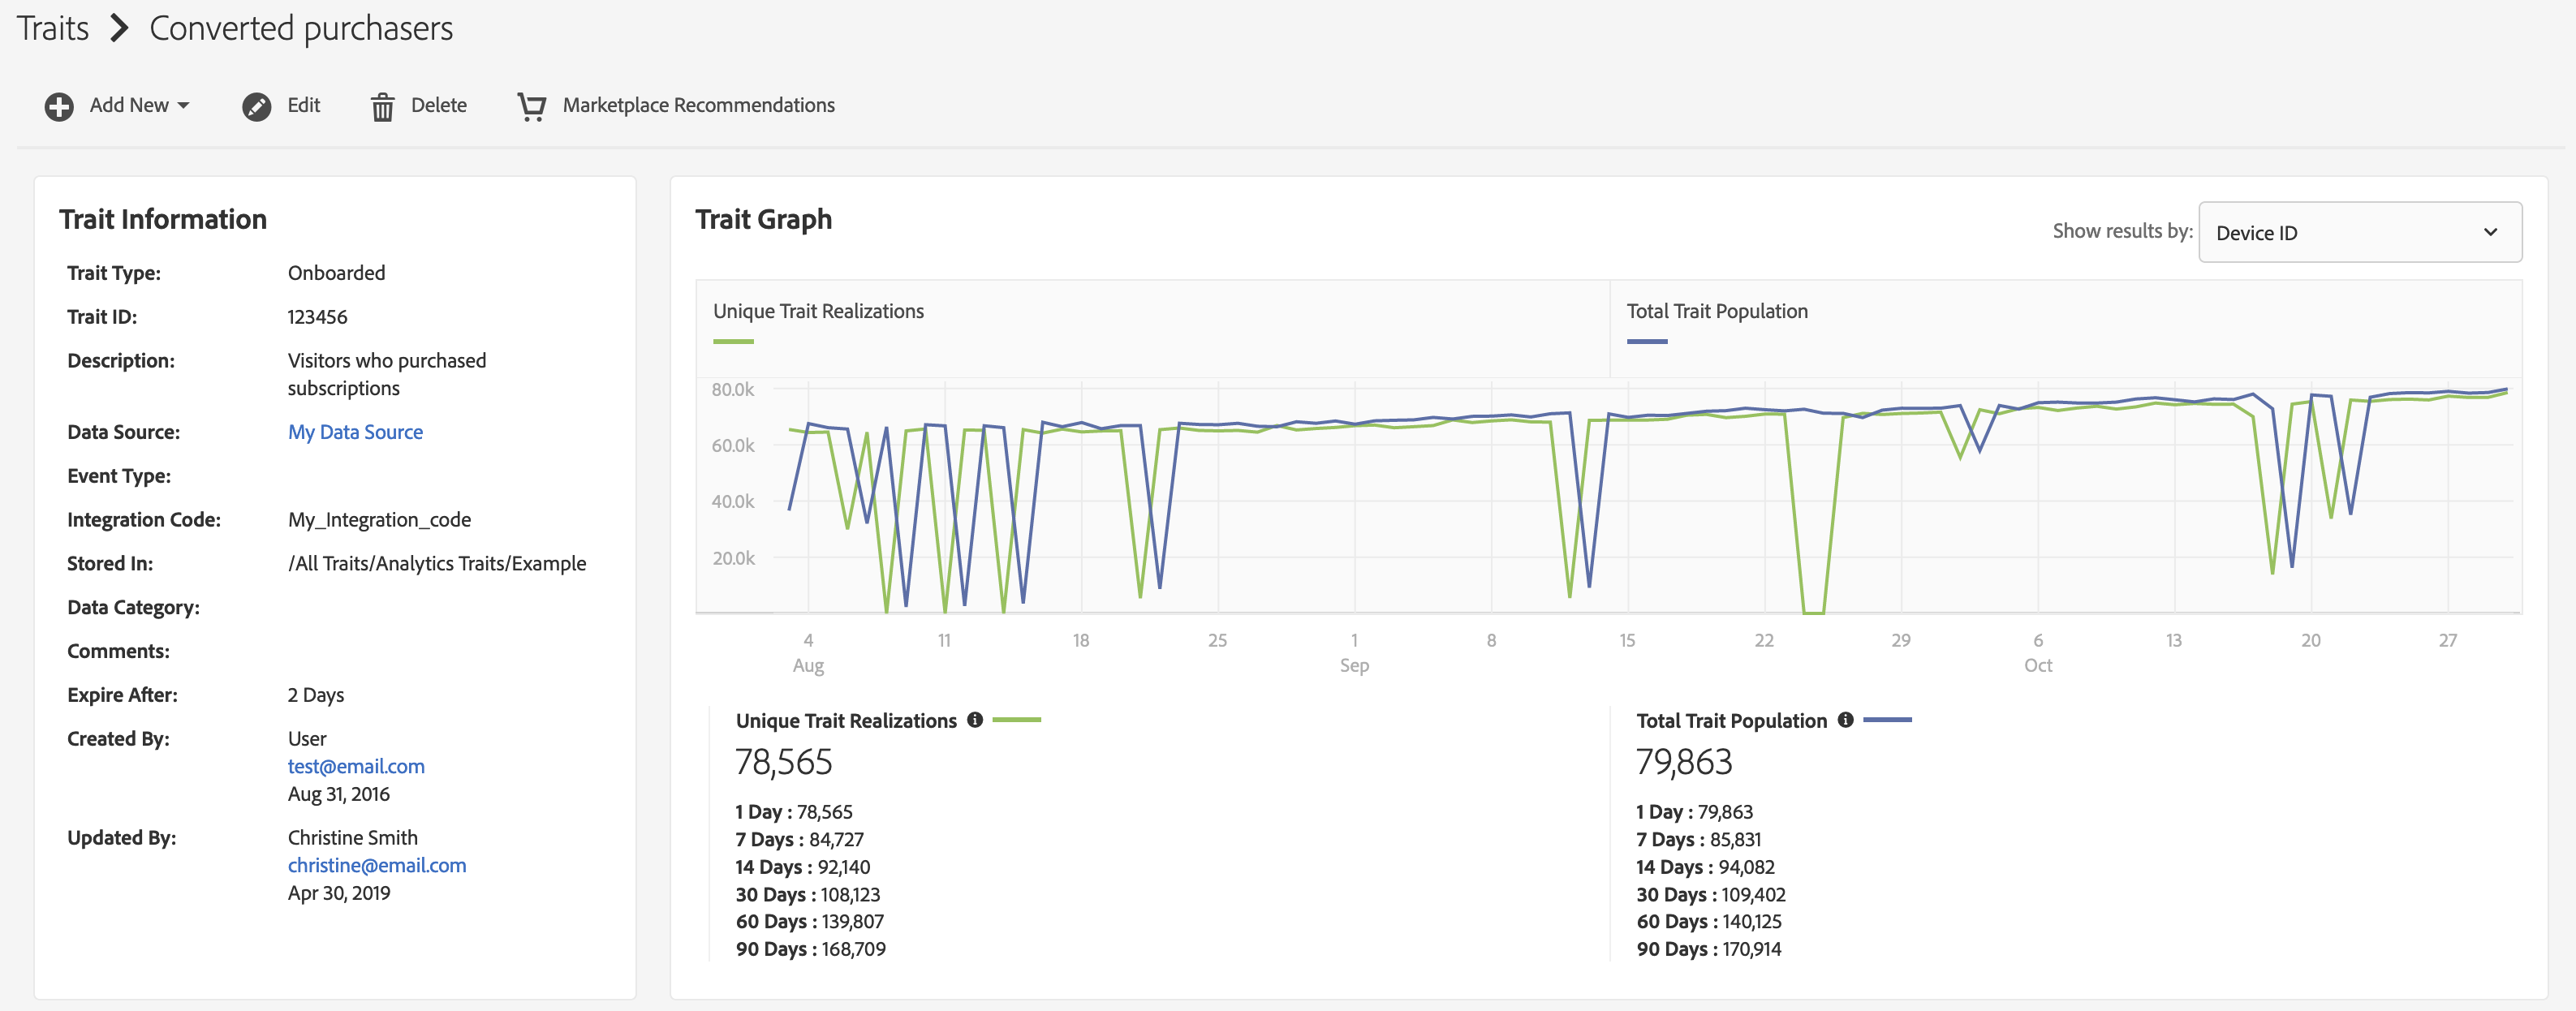 Traits > Converted purchasers
Add New Edit Delete Marketplace Recommendations
Trait Information
Trait Type: Onboarded
Trait ID: 123456
Description: Visitors who purchased
subscriptions
Data Source: My Data Source
Event Type:
Integration Code: My_Integration_code
Stored In: /All Traits/Analytics Traits/Example
Data Category:
Comments:
Expire After: 2 Days
Created By: User
test@email.com
Aug 31, 2016
Updated By: Christine Smith
christine@email.com
Apr 30, 2019
Trait Graph
Show results by: Device ID
Unique Trait Realizations
Total Trait Population
80.0k
60.0k
40.0k
20.0k
4 11 18 25 1 8 15 22 29 6 13 20 27
Aug Sep Oct
Unique Trait Realizations
78,565
1 Day : 78,565
7 Days : 84,727
14 Days : 92,140
30 Days : 108,123
60 Days : 139,807
90 Days : 168,709
Total Trait Population
79,863
1 Day : 79,863
7 Days : 85,831
14 Days : 94,082
30 Days : 109,402
60 Days : 140,125
90 Days : 170,914